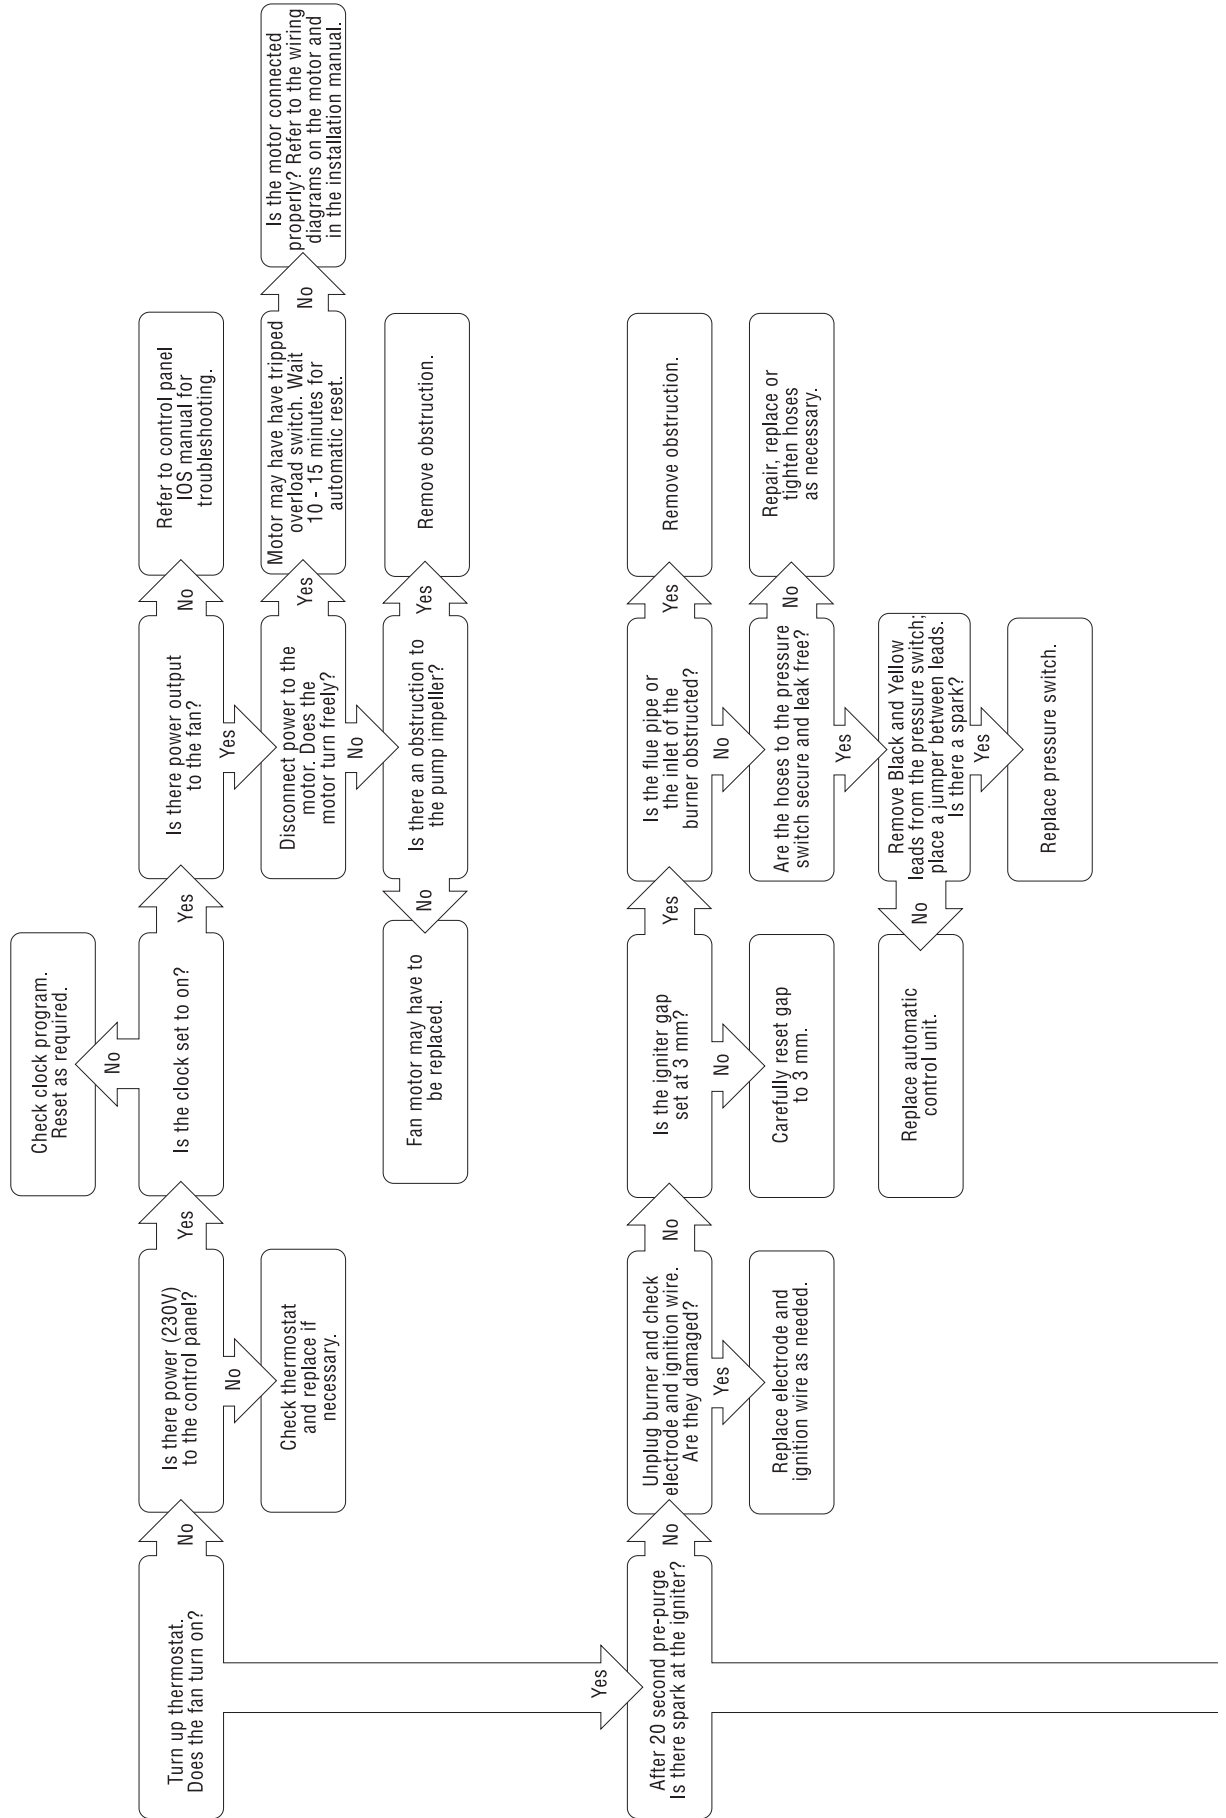 Turn up thermostat.
Does the fan turn on?
No
Is there power (230V)
to the control panel?
Yes
Is the clock set to on?
Yes
Is there power output
to the fan?
No
Refer to control panel
IOS manual for
troubleshooting.
No
Check clock program.
Reset as required.
No
Check thermostat
and replace if
necessary.
Yes
Disconnect power to the
motor. Does the
motor turn freely?
Yes
Motor may have have tripped
overload switch. Wait
10 - 15 minutes for
automatic reset.
No
Is the motor connected
properly? Refer to the wiring
diagrams on the motor and
in the installation manual.
No
Is there an obstruction to
the pump impeller?
Yes
Remove obstruction.
No
Fan motor may have to
be replaced.
Yes
After 20 second pre-purge
Is there spark at the igniter?
No
Unplug burner and check
electrode and ignition wire.
Are they damaged?
No
Is the igniter gap
set at 3 mm?
Yes
Is the flue pipe or
the inlet of the
burner obstructed?
Yes
Remove obstruction.
Yes
Replace electrode and
ignition wire as needed.
No
Carefully reset gap
to 3 mm.
No
Are the hoses to the pressure
switch secure and leak free?
No
Repair, replace or
tighten hoses
as necessary.
Yes
Remove Black and Yellow
leads from the pressure switch;
place a jumper between leads.
Is there a spark?
No
Replace automatic
control unit.
Yes
Replace pressure switch.